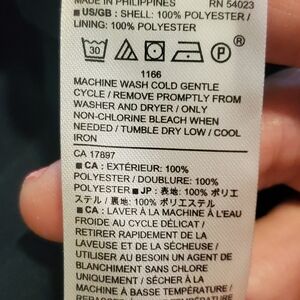 MADE IN PHILIPPINES RN 54023
■ US/GB : SHELL: 100% POLYESTER /
LINING: 100% POLYESTER
30 P
1166
MACHINE WASH COLD GENTLE
CYCLE / REMOVE PROMPTLY FROM
WASHER AND DRYER / ONLY
NON-CHLORINE BLEACH WHEN
NEEDED / TUMBLE DRY LOW / COOL
IRON
CA 17897
■ CA : EXTÉRIEUR: 100%
POLYESTER / DOUBLURE: 100%
POLYESTER ■ JP : 表地: 100% ポリエ
ステル / 裏地: 100% ポリエステル
■ CA : LAVER À LA MACHINE À L'EAU
FROIDE AU CYCLE DÉLICAT /
RETIRER RAPIDEMENT DE LA
LAVEUSE ET DE LA SÉCHEUSE /
UTILISER AU BESOIN UN AGENT DE
BLANCHIMENT SANS CHLORE
UNIQUEMENT / SÉCHER À LA
MACHINE À BASSE TEMPÉRATURE /